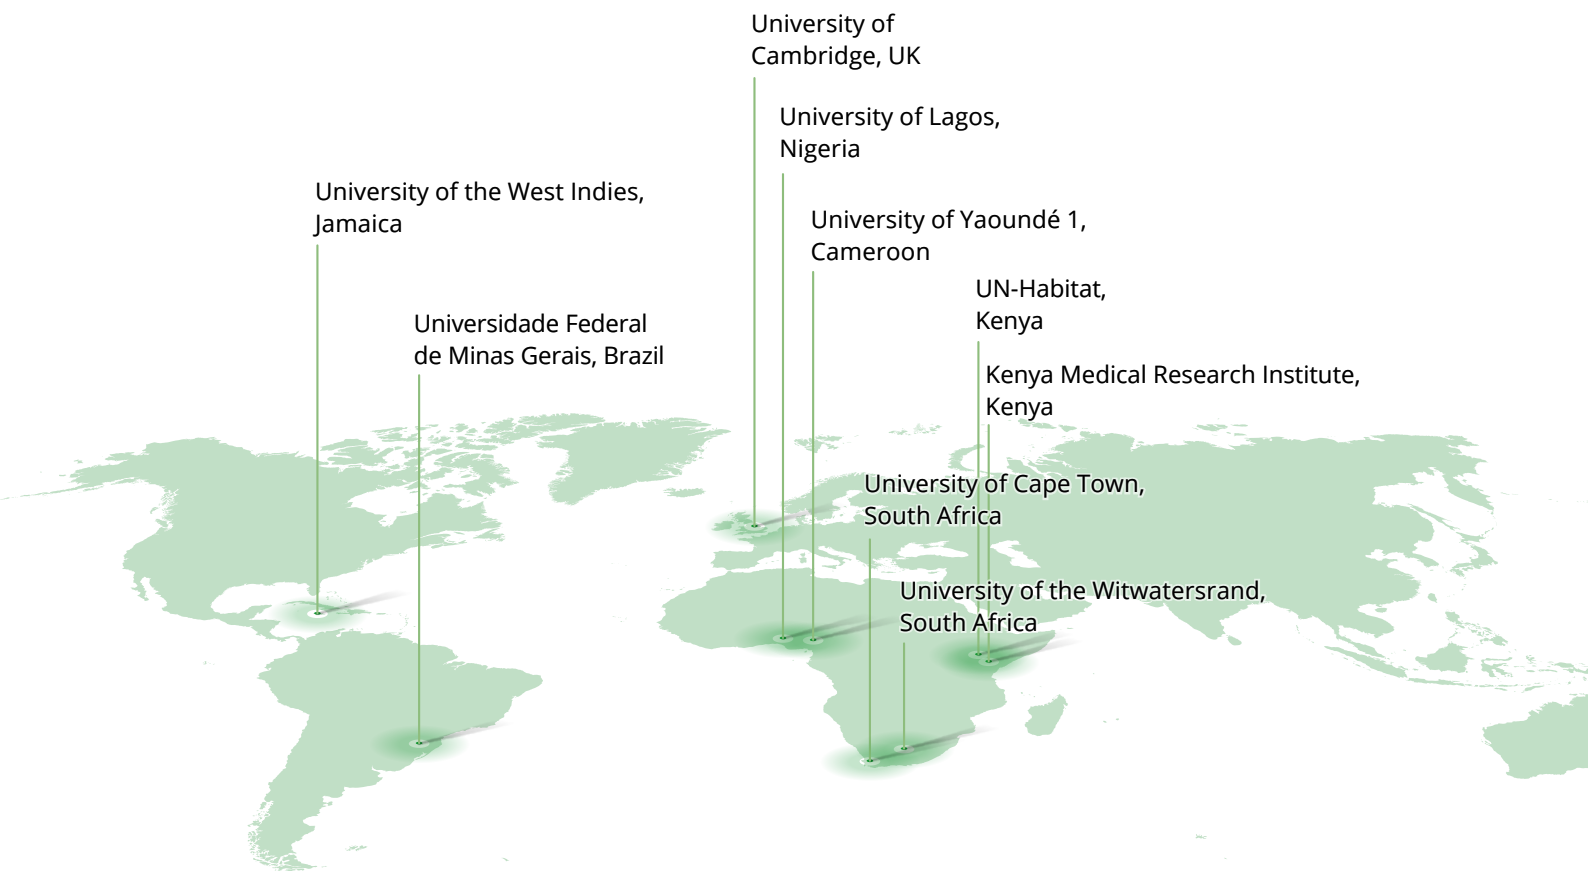 University of
Cambridge, UK
University of Lagos,
Nigeria
University of the West Indies,
Jamaica
University of Yaoundé 1,
Cameroon
UN-Habitat,
Kenya
Universidade Federal
de Minas Gerais, Brazil
Kenya Medical Research Institute,
Kenya
University of Cape Town,
South Africa
University of the Witwatersrand,
South Africa